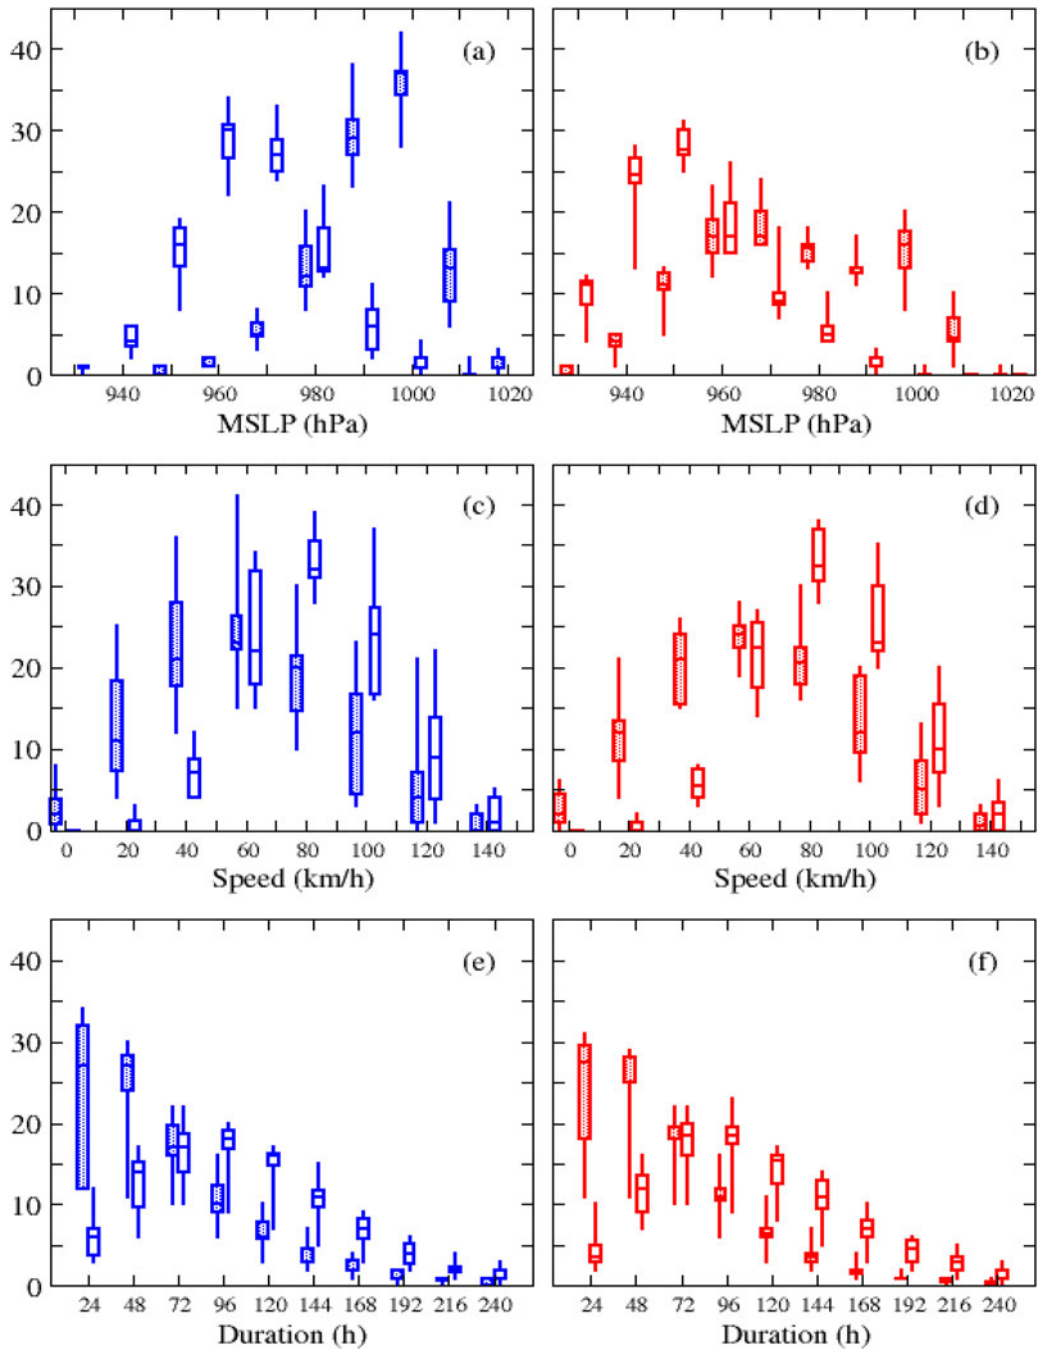 40
30
20
10
0
(a)
(b)
940 960 980 1000 1020
940 960 980 1000 1020
MSLP (hPa)
MSLP (hPa)
40
30
20
10
0
(c)
(d)
0 20 40 60 80 100 120 140
0 20 40 60 80 100 120 140
Speed (km/h)
Speed (km/h)
40
30
20
10
0
(e)
(f)
24 48 72 96 120 144 168 192 216 240
24 48 72 96 120 144 168 192 216 240
Duration (h)
Duration (h)